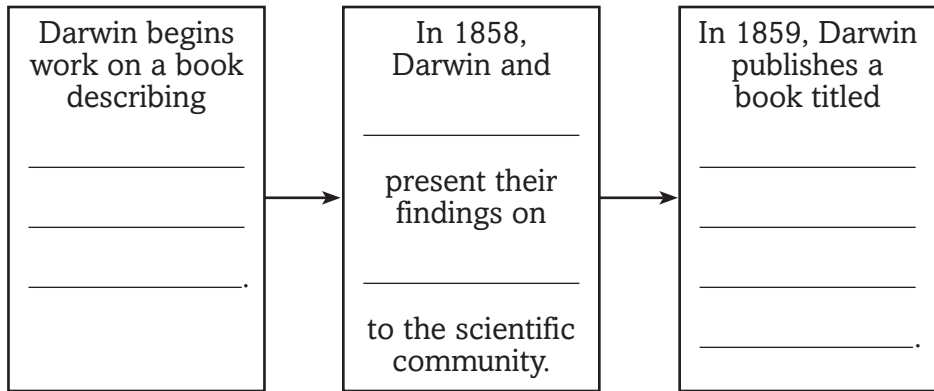 Darwin begins
work on a book
describing
.
In 1858,
Darwin and
present their
findings on
to the scientific
community.
In 1859, Darwin
publishes a
book titled
.